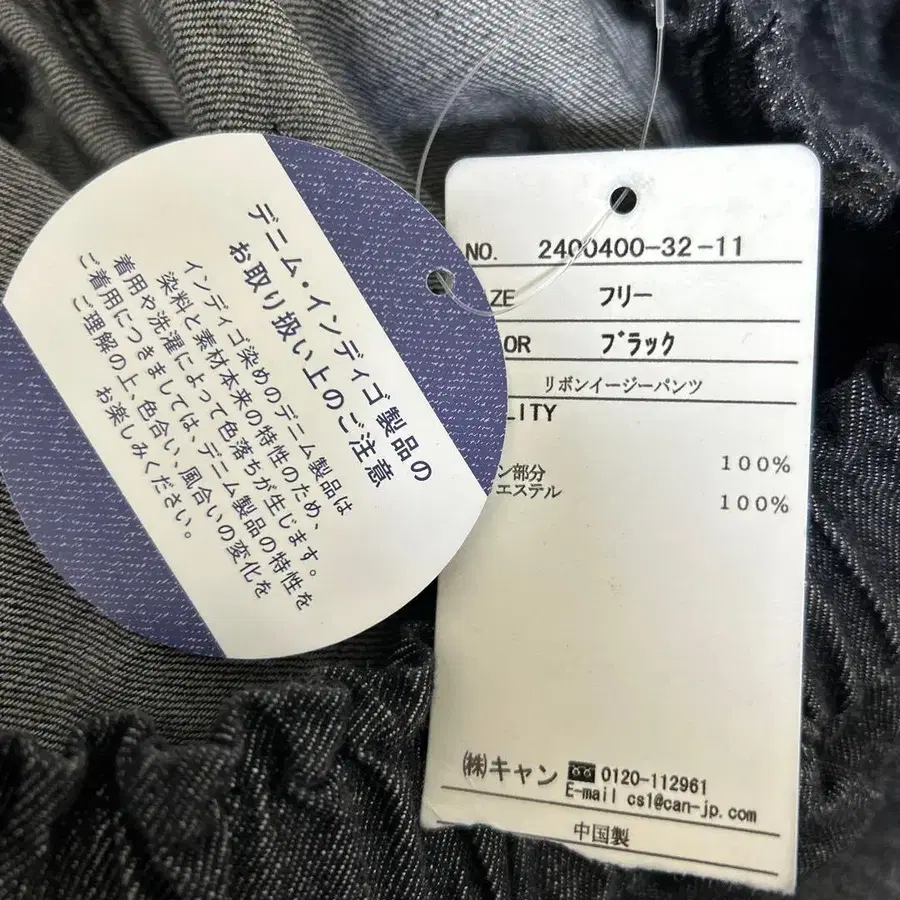 デニム・インディゴ製品の
お取り扱い上のご注意
インディゴ染めのデニム製品は
染料と素材本来の特性のため、
着用や洗濯によって色落ちが生じます。
着用につきましては、デニム製品の特性を
ご理解の上、色合い、風合いの変化を
お楽しみください。
NO. 2400400-32-11
ZE フリー
OR ブラック
リボンイージーパンツ
LITY
100%
ン部分
エステル 100%
㈱キャン 0120-112961
E-mail cs1@can-jp.com
中国製